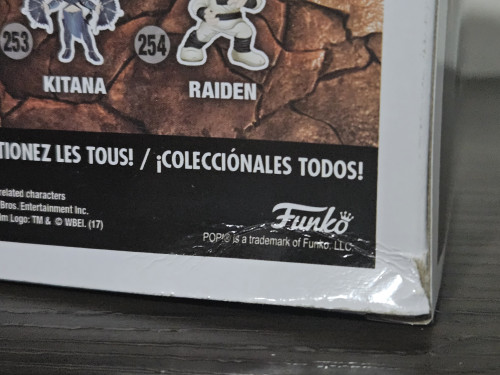 253
254
KITANA
RAIDEN
TIONEZ LES TOUS! / ¡COLECCIÓNALES TODOS!
related characters
Bros. Entertainment Inc.
Logo: TM & © WBEI. (17)
Funko
POP!® is a trademark of Funko, LLC